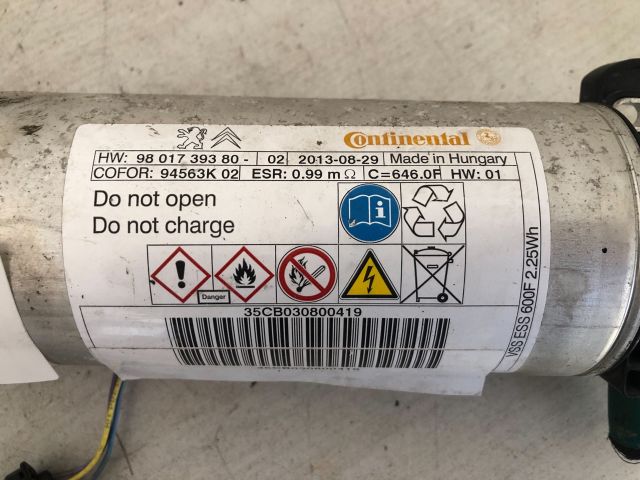 Continental
HW: 98 017 393 80 - 02 2013-08-29 Made in Hungary
COFOR: 94563K 02 ESR: 0.99 m Ω C=646.0F HW: 01
Do not open
Do not charge
Danger
35CB030800419
35CB030800419
VSS ESS 600F 2.25Wh